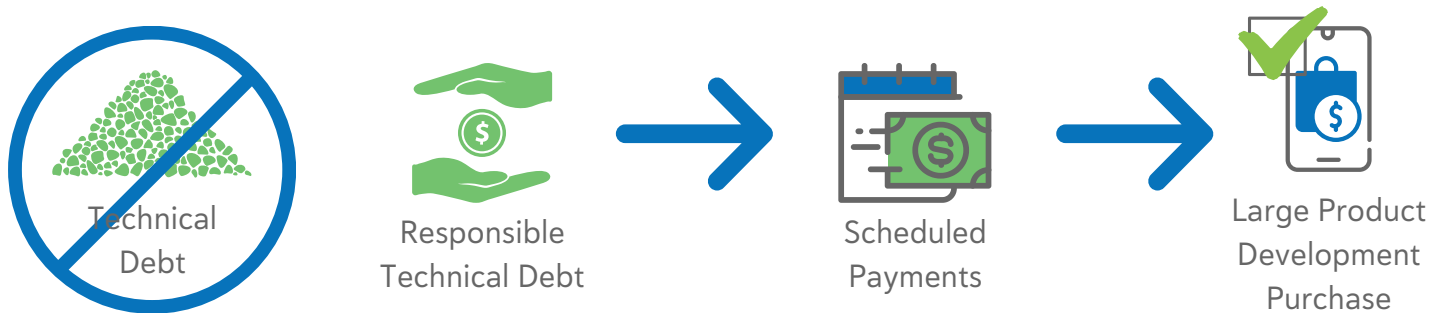 Technical
Debt
Responsible
Technical Debt
Scheduled
Payments
Large Product
Development
Purchase
$
$
$